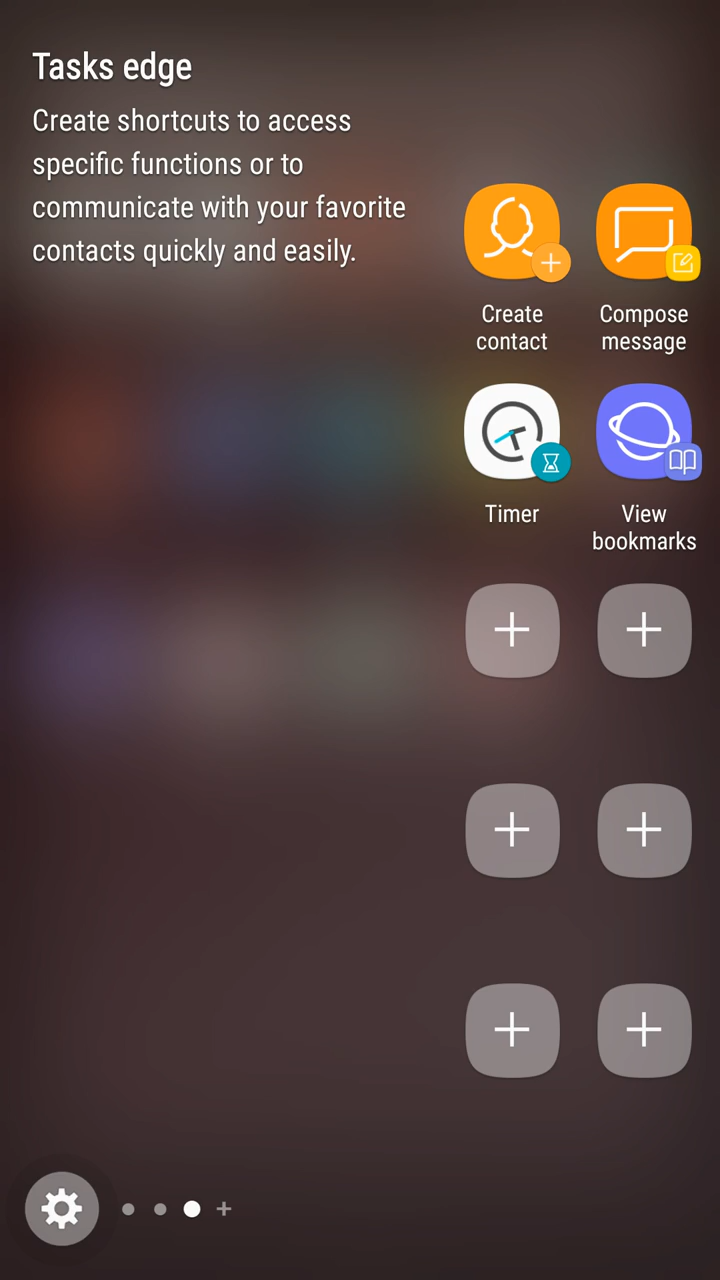 Tasks edge
Create shortcuts to access
specific functions or to
communicate with your favorite
contacts quickly and easily.
Create
contact
Compose
message
Timer
View
bookmarks